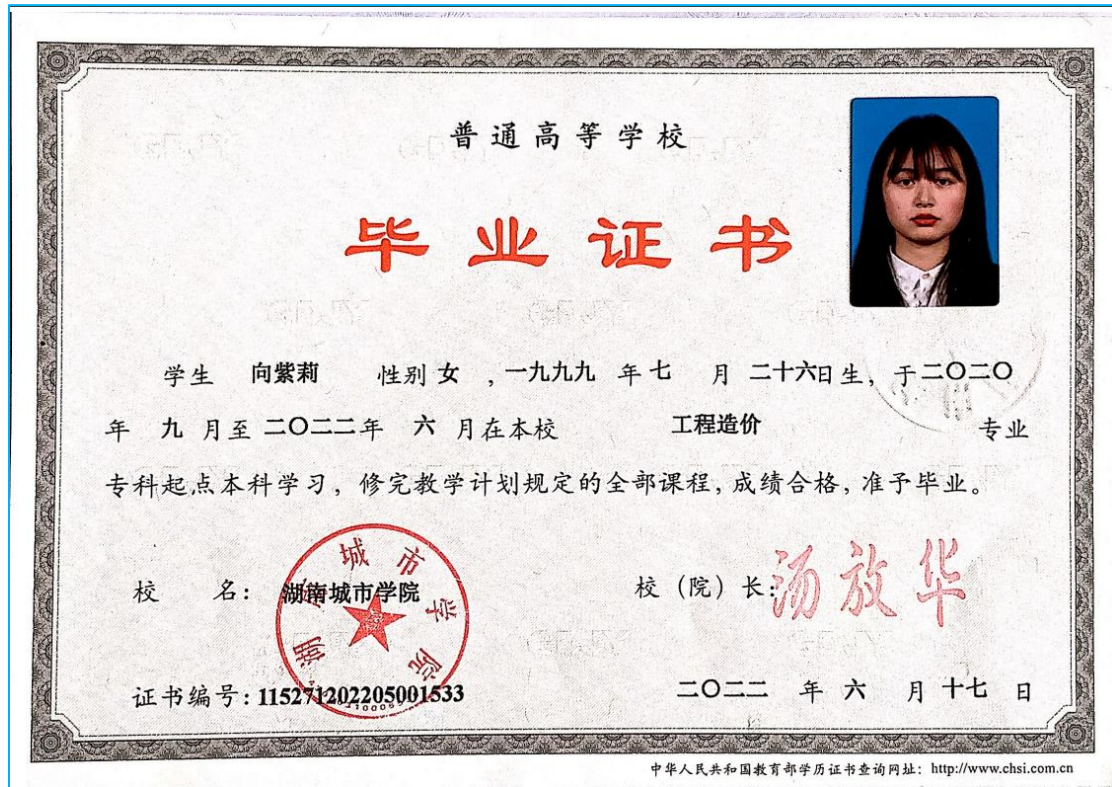 普通高等学校
毕业证书
学生 向紫莉 性别 女 ，一九九九 年 七 月 二十六日生，于二〇二〇
年 九 月至 二〇二二年 六 月在本校 工程造价 专业
专科起点本科学习，修完教学计划规定的全部课程，成绩合格，准予毕业。
湖南城市学院
校 名：湖南城市学院 校（院）长：汤放华
证书编号：115271202205001533 二〇二二 年 六 月 十七 日
中华人民共和国教育部学历证书查询网址：http://www.chsi.com.cn